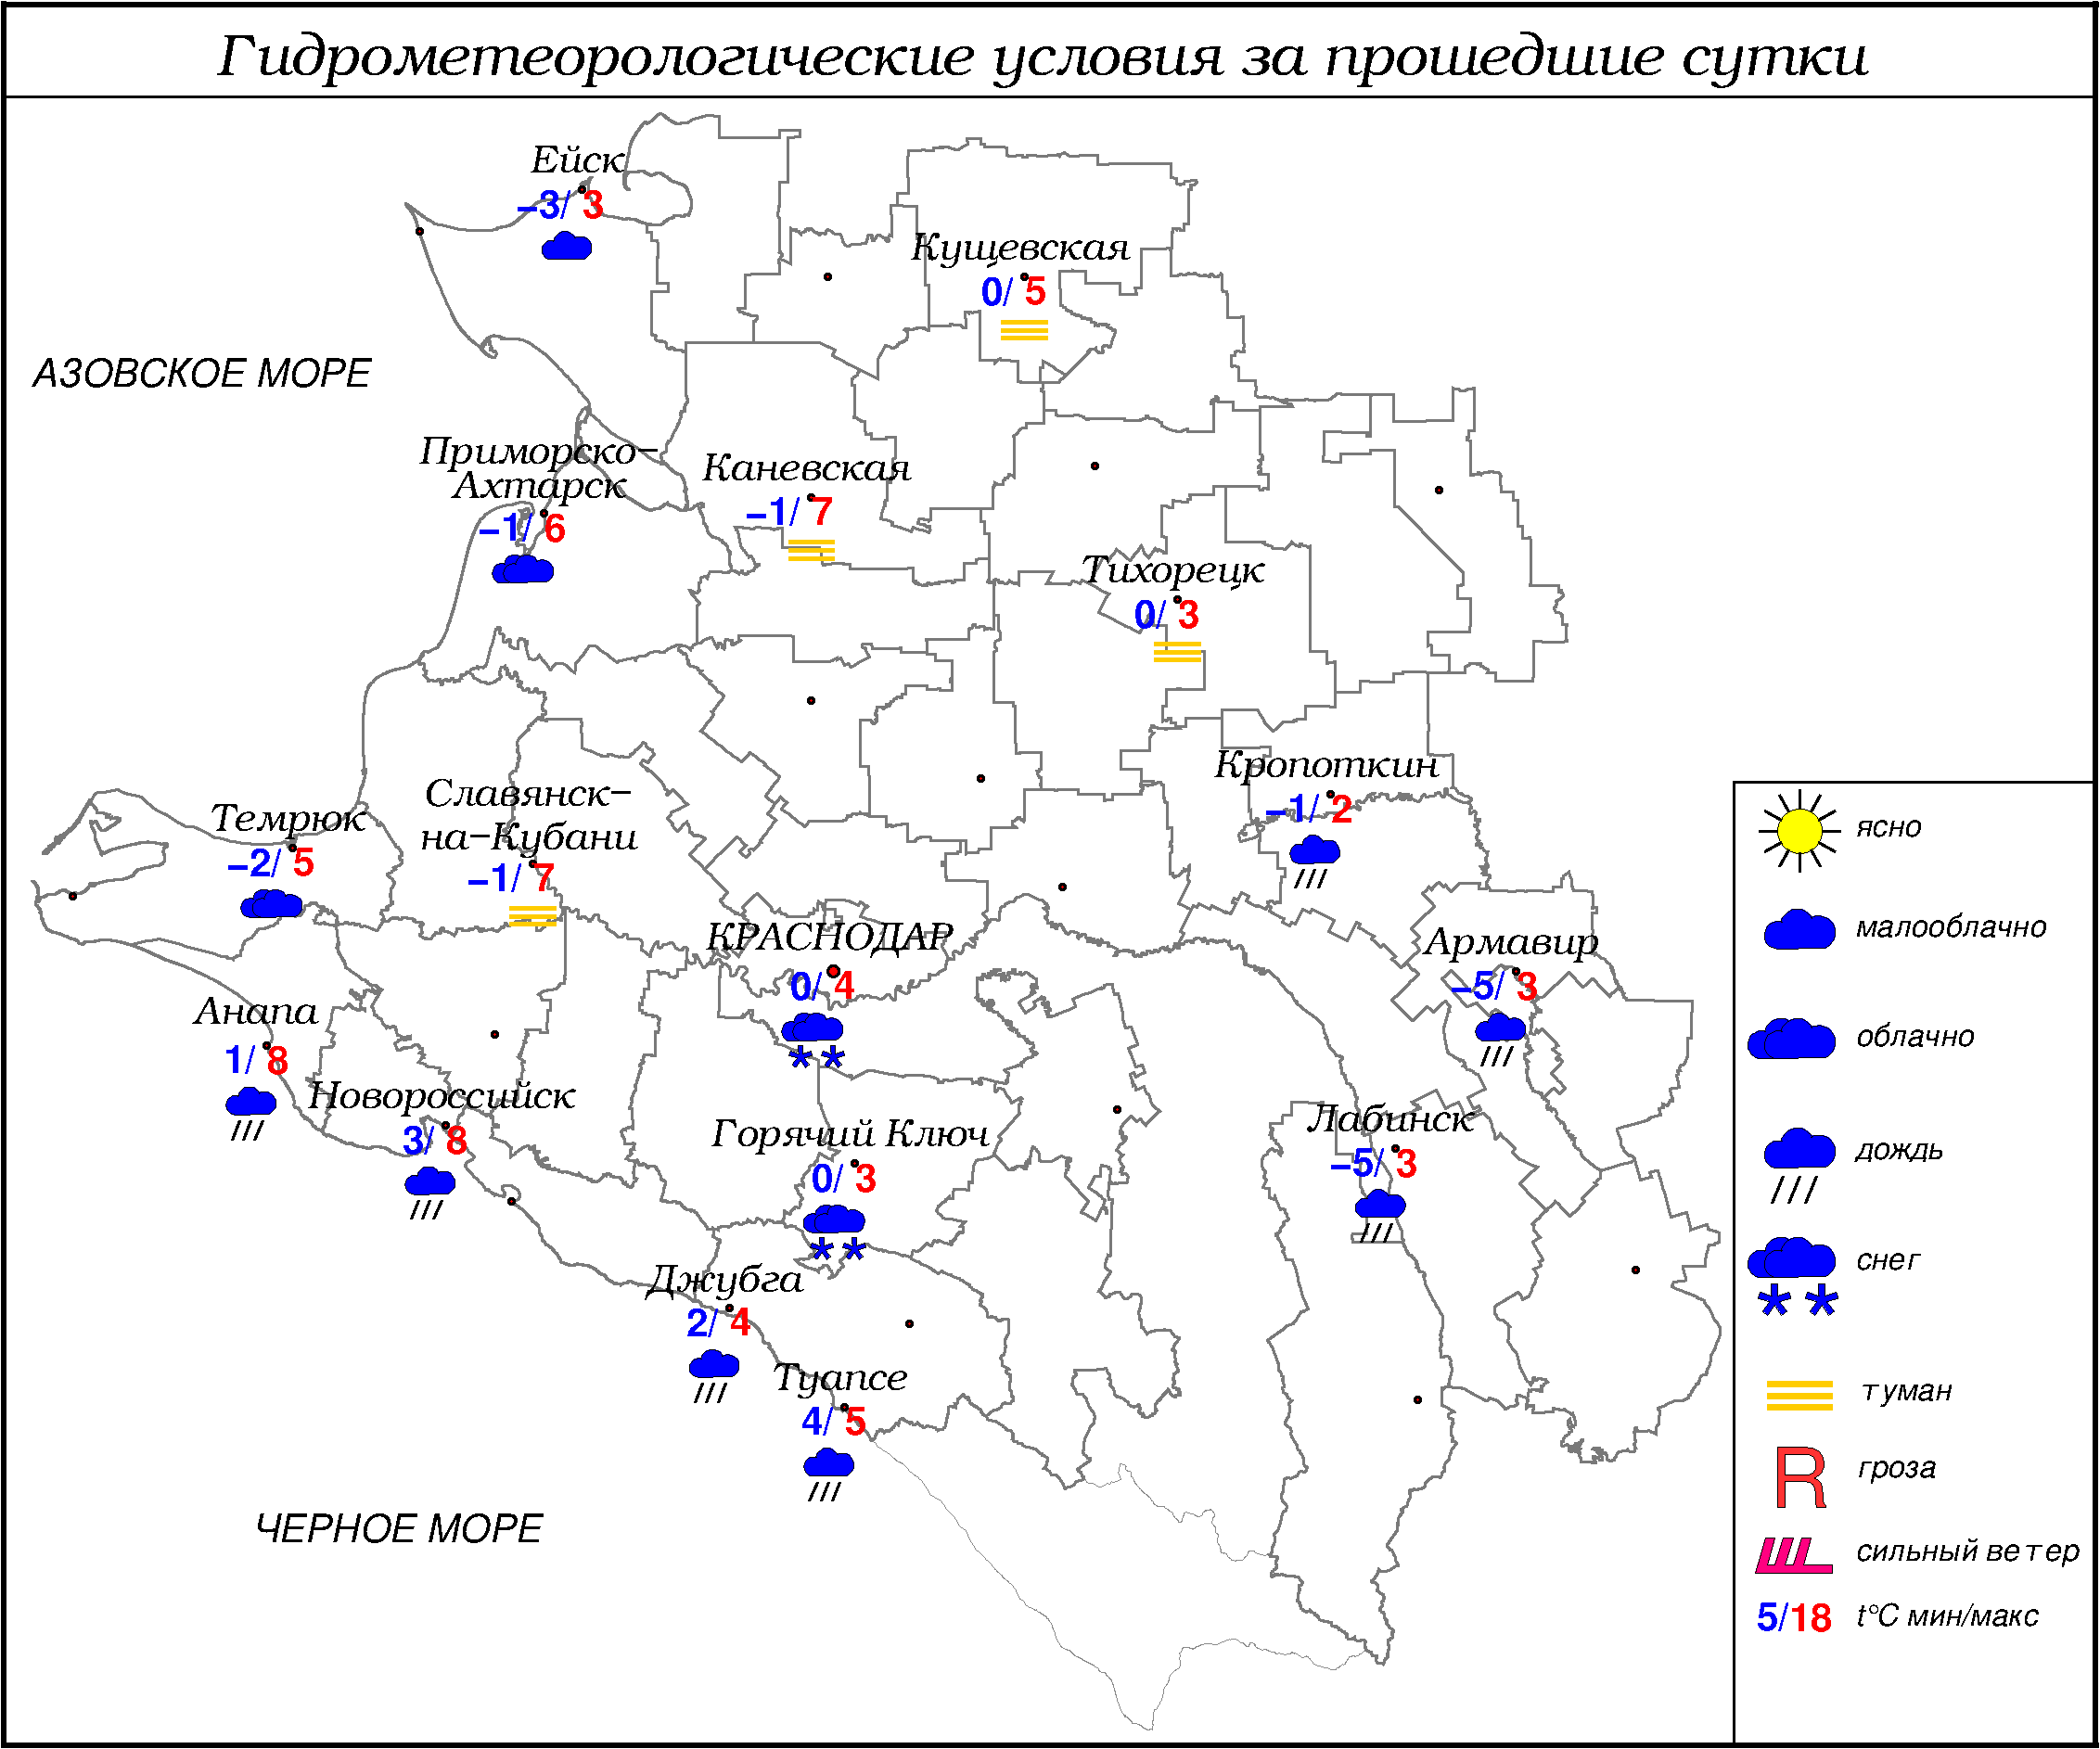 Гидрометеорологические условия за прошедшие сутки
Ейск
−3/ 3
Кущевская
0/ 5
АЗОВСКОЕ МОРЕ
Приморско−
Ахтарск
−1/ 6
Каневская
−1/ 7
Тихорецк
0/ 3
Кропоткин
−1/ 2
Темрюк
−2/ 5
Славянск−
на−Кубани
−1/ 7
КРАСНОДАР
0/ 4
Армавир
−5/ 3
Анапа
1/ 8
Новороссийск
3/ 8
Горячий Ключ
0/ 3
Лабинск
−5/ 3
Джубга
2/ 4
Туапсе
4/ 5
ЧЕРНОЕ МОРЕ
ясно
малооблачно
облачно
дождь
снег
туман
R гроза
сильный ветер
5/18 t°C мин/макс